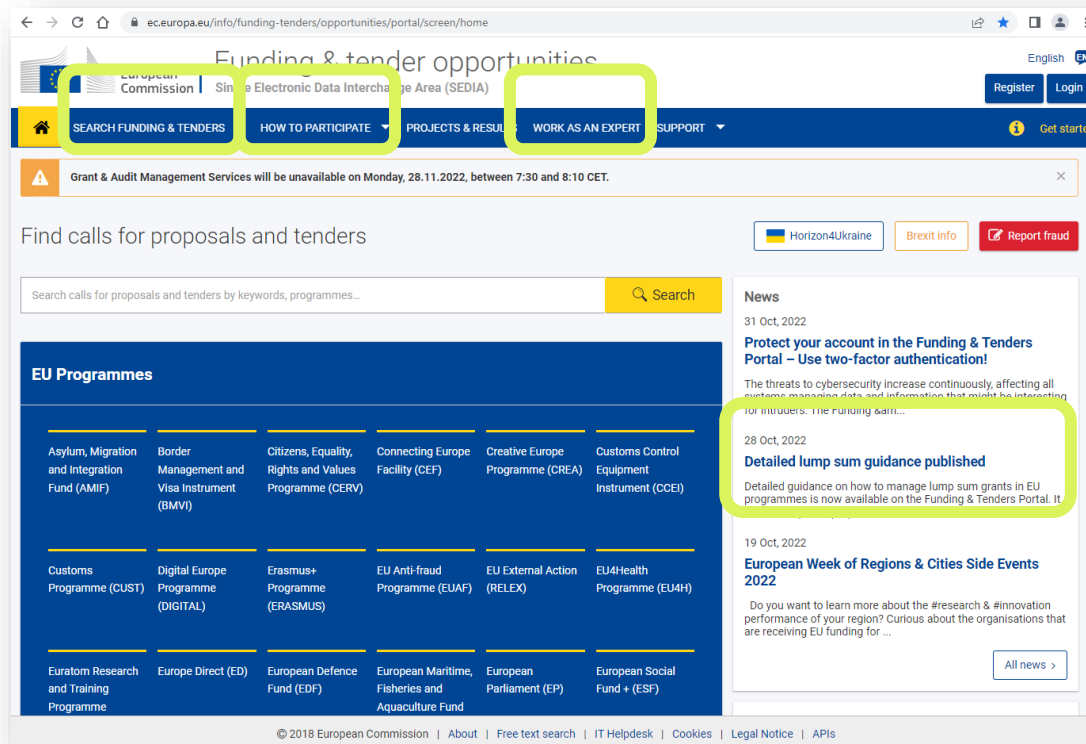 ec.europa.eu/info/funding-tenders/opportunities/portal/screen/home
Funding & tender opportunities
English EN
European
Commission
Single Electronic Data Interchange Area (SEDIA)
Register Login
SEARCH FUNDING & TENDERS HOW TO PARTICIPATE PROJECTS & RESULTS WORK AS AN EXPERT SUPPORT
Get starte
Grant & Audit Management Services will be unavailable on Monday, 28.11.2022, between 7:30 and 8:10 CET.
Find calls for proposals and tenders
Horizon4Ukraine Brexit info Report fraud
Search calls for proposals and tenders by keywords, programmes...
Search
EU Programmes
Asylum, Migration
and Integration
Fund (AMIF)
Border
Management and
Visa Instrument
(BMVI)
Citizens, Equality,
Rights and Values
Programme (CERV)
Connecting Europe
Facility (CEF)
Creative Europe
Programme (CREA)
Customs Control
Equipment
Instrument (CCEI)
Customs
Programme (CUST)
Digital Europe
Programme
(DIGITAL)
Erasmus+
Programme
(ERASMUS)
EU Anti-fraud
Programme (EUAF)
EU External Action
(RELEX)
EU4Health
Programme (EU4H)
Euratom Research
and Training
Programme
Europe Direct (ED)
European Defence
Fund (EDF)
European Maritime,
Fisheries and
Aquaculture Fund
European
Parliament (EP)
European Social
Fund + (ESF)
News
31 Oct, 2022
Protect your account in the Funding & Tenders
Portal – Use two-factor authentication!
The threats to cybersecurity increase continuously, affecting all
systems managing data and information that might be interesting
for intruders. The Funding &am...
28 Oct, 2022
Detailed lump sum guidance published
Detailed guidance on how to manage lump sum grants in EU
programmes is now available on the Funding & Tenders Portal. It
19 Oct, 2022
European Week of Regions & Cities Side Events
2022
Do you want to learn more about the #research & #innovation
performance of your region? Curious about the organisations that
are receiving EU funding for ...
All news >
© 2018 European Commission | About | Free text search | IT Helpdesk | Cookies | Legal Notice | APIs